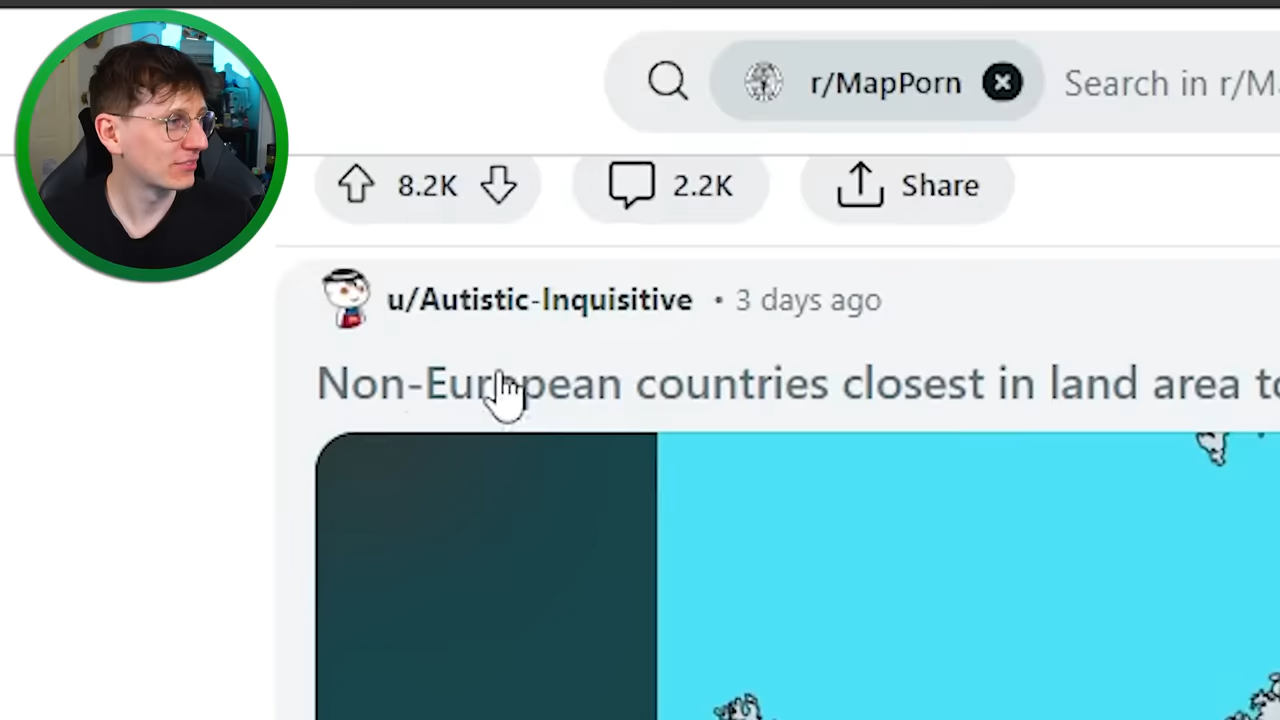 r/MapPorn Search in r/M
8.2K 2.2K Share
u/Autistic-Inquisitive • 3 days ago
Non-European countries closest in land area to